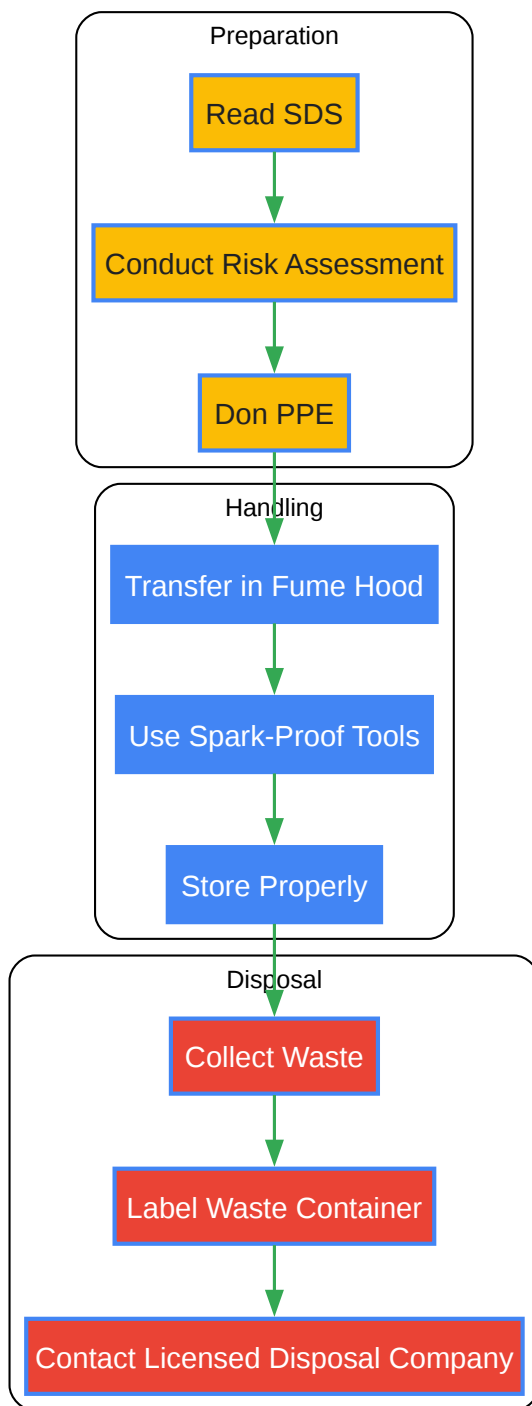 Preparation
Read SDS
Conduct Risk Assessment
Don PPE
Handling
Transfer in Fume Hood
Use Spark-Proof Tools
Store Properly
Disposal
Collect Waste
Label Waste Container
Contact Licensed Disposal Company